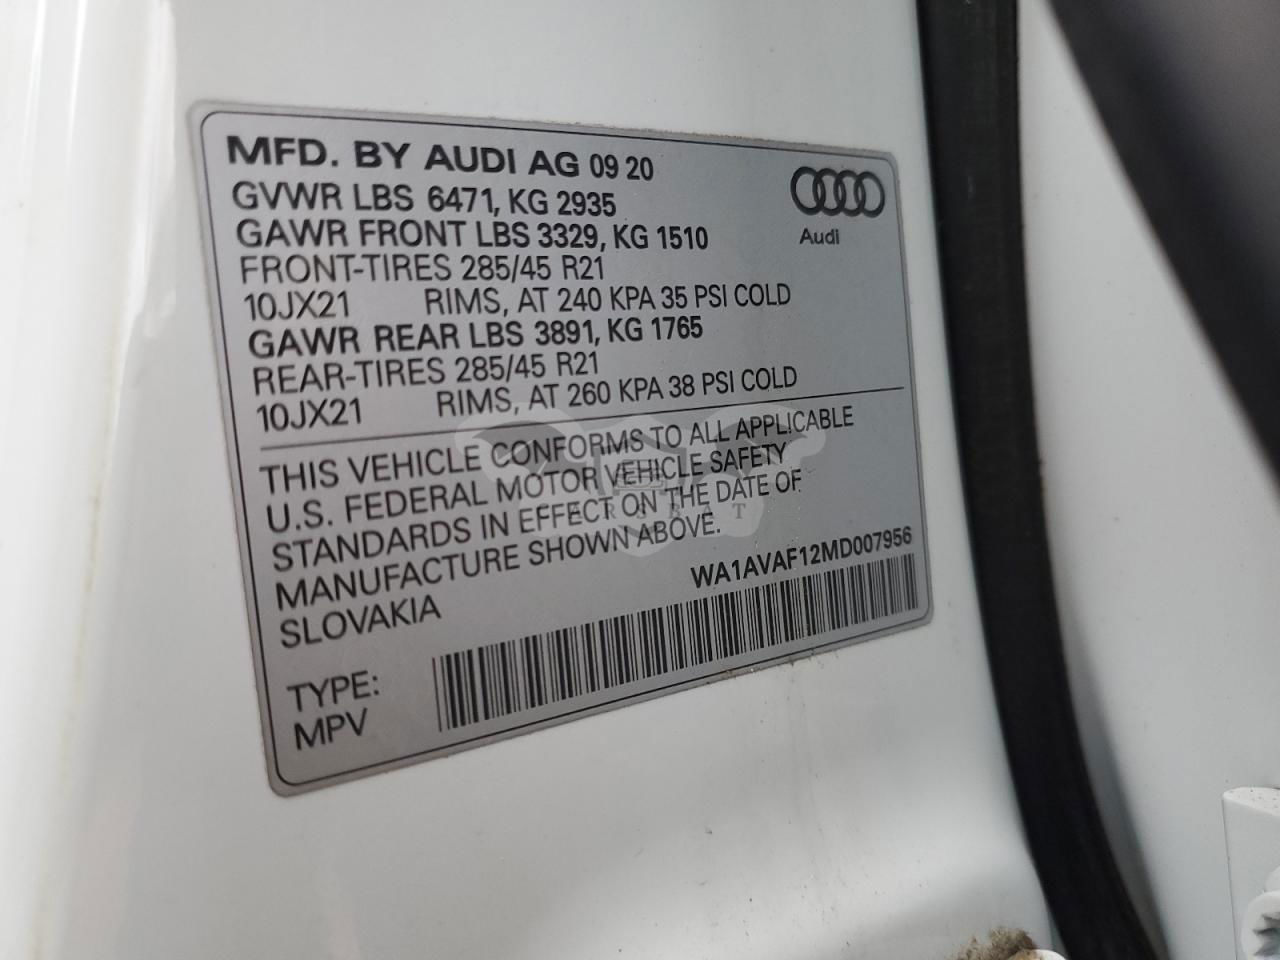 MFD. BY AUDI AG 09 20
GVWR LBS 6471, KG 2935
GAWR FRONT LBS 3329, KG 1510
FRONT-TIRES 285/45 R21
10JX21 RIMS, AT 240 KPA 35 PSI COLD
GAWR REAR LBS 3891, KG 1765
REAR-TIRES 285/45 R21
10JX21 RIMS, AT 260 KPA 38 PSI COLD
Audi
THIS VEHICLE CONFORMS TO ALL APPLICABLE
U.S. FEDERAL MOTOR VEHICLE SAFETY
STANDARDS IN EFFECT ON THE DATE OF
MANUFACTURE SHOWN ABOVE.
SLOVAKIA
WA1AVAF12MD007956
TYPE:
MPV